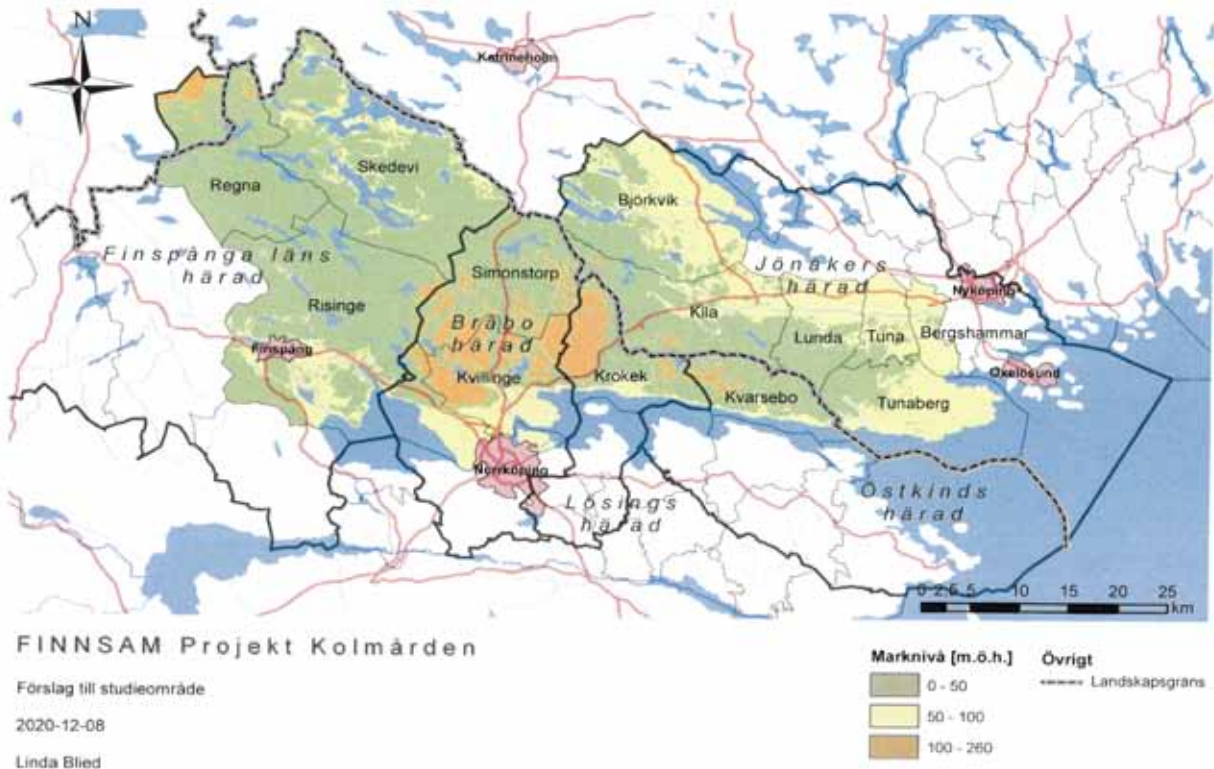 N
Katrineholm
Skedevi
Regna
Björkvik
Finspånga läns
härad
Simonstorp
Jönåkers
härad
Nyköping
Risinge
Bråbo
härad
Kila
Lunda
Tuna
Bergshammar
Finspång
Kvillinge
Krokek
Kvarsebo
Oxelösund
Tunaberg
Norrköping
Lösings
härad
Östkinds
härad
0 2,5 5 10 15 20 25
km
FINNSAM Projekt Kolmården
Förslag till studieområde
2020-12-08
Linda Blied
Marknivå [m.ö.h.]
0 - 50
50 - 100
100 - 260
Övrigt
Landskapsgräns